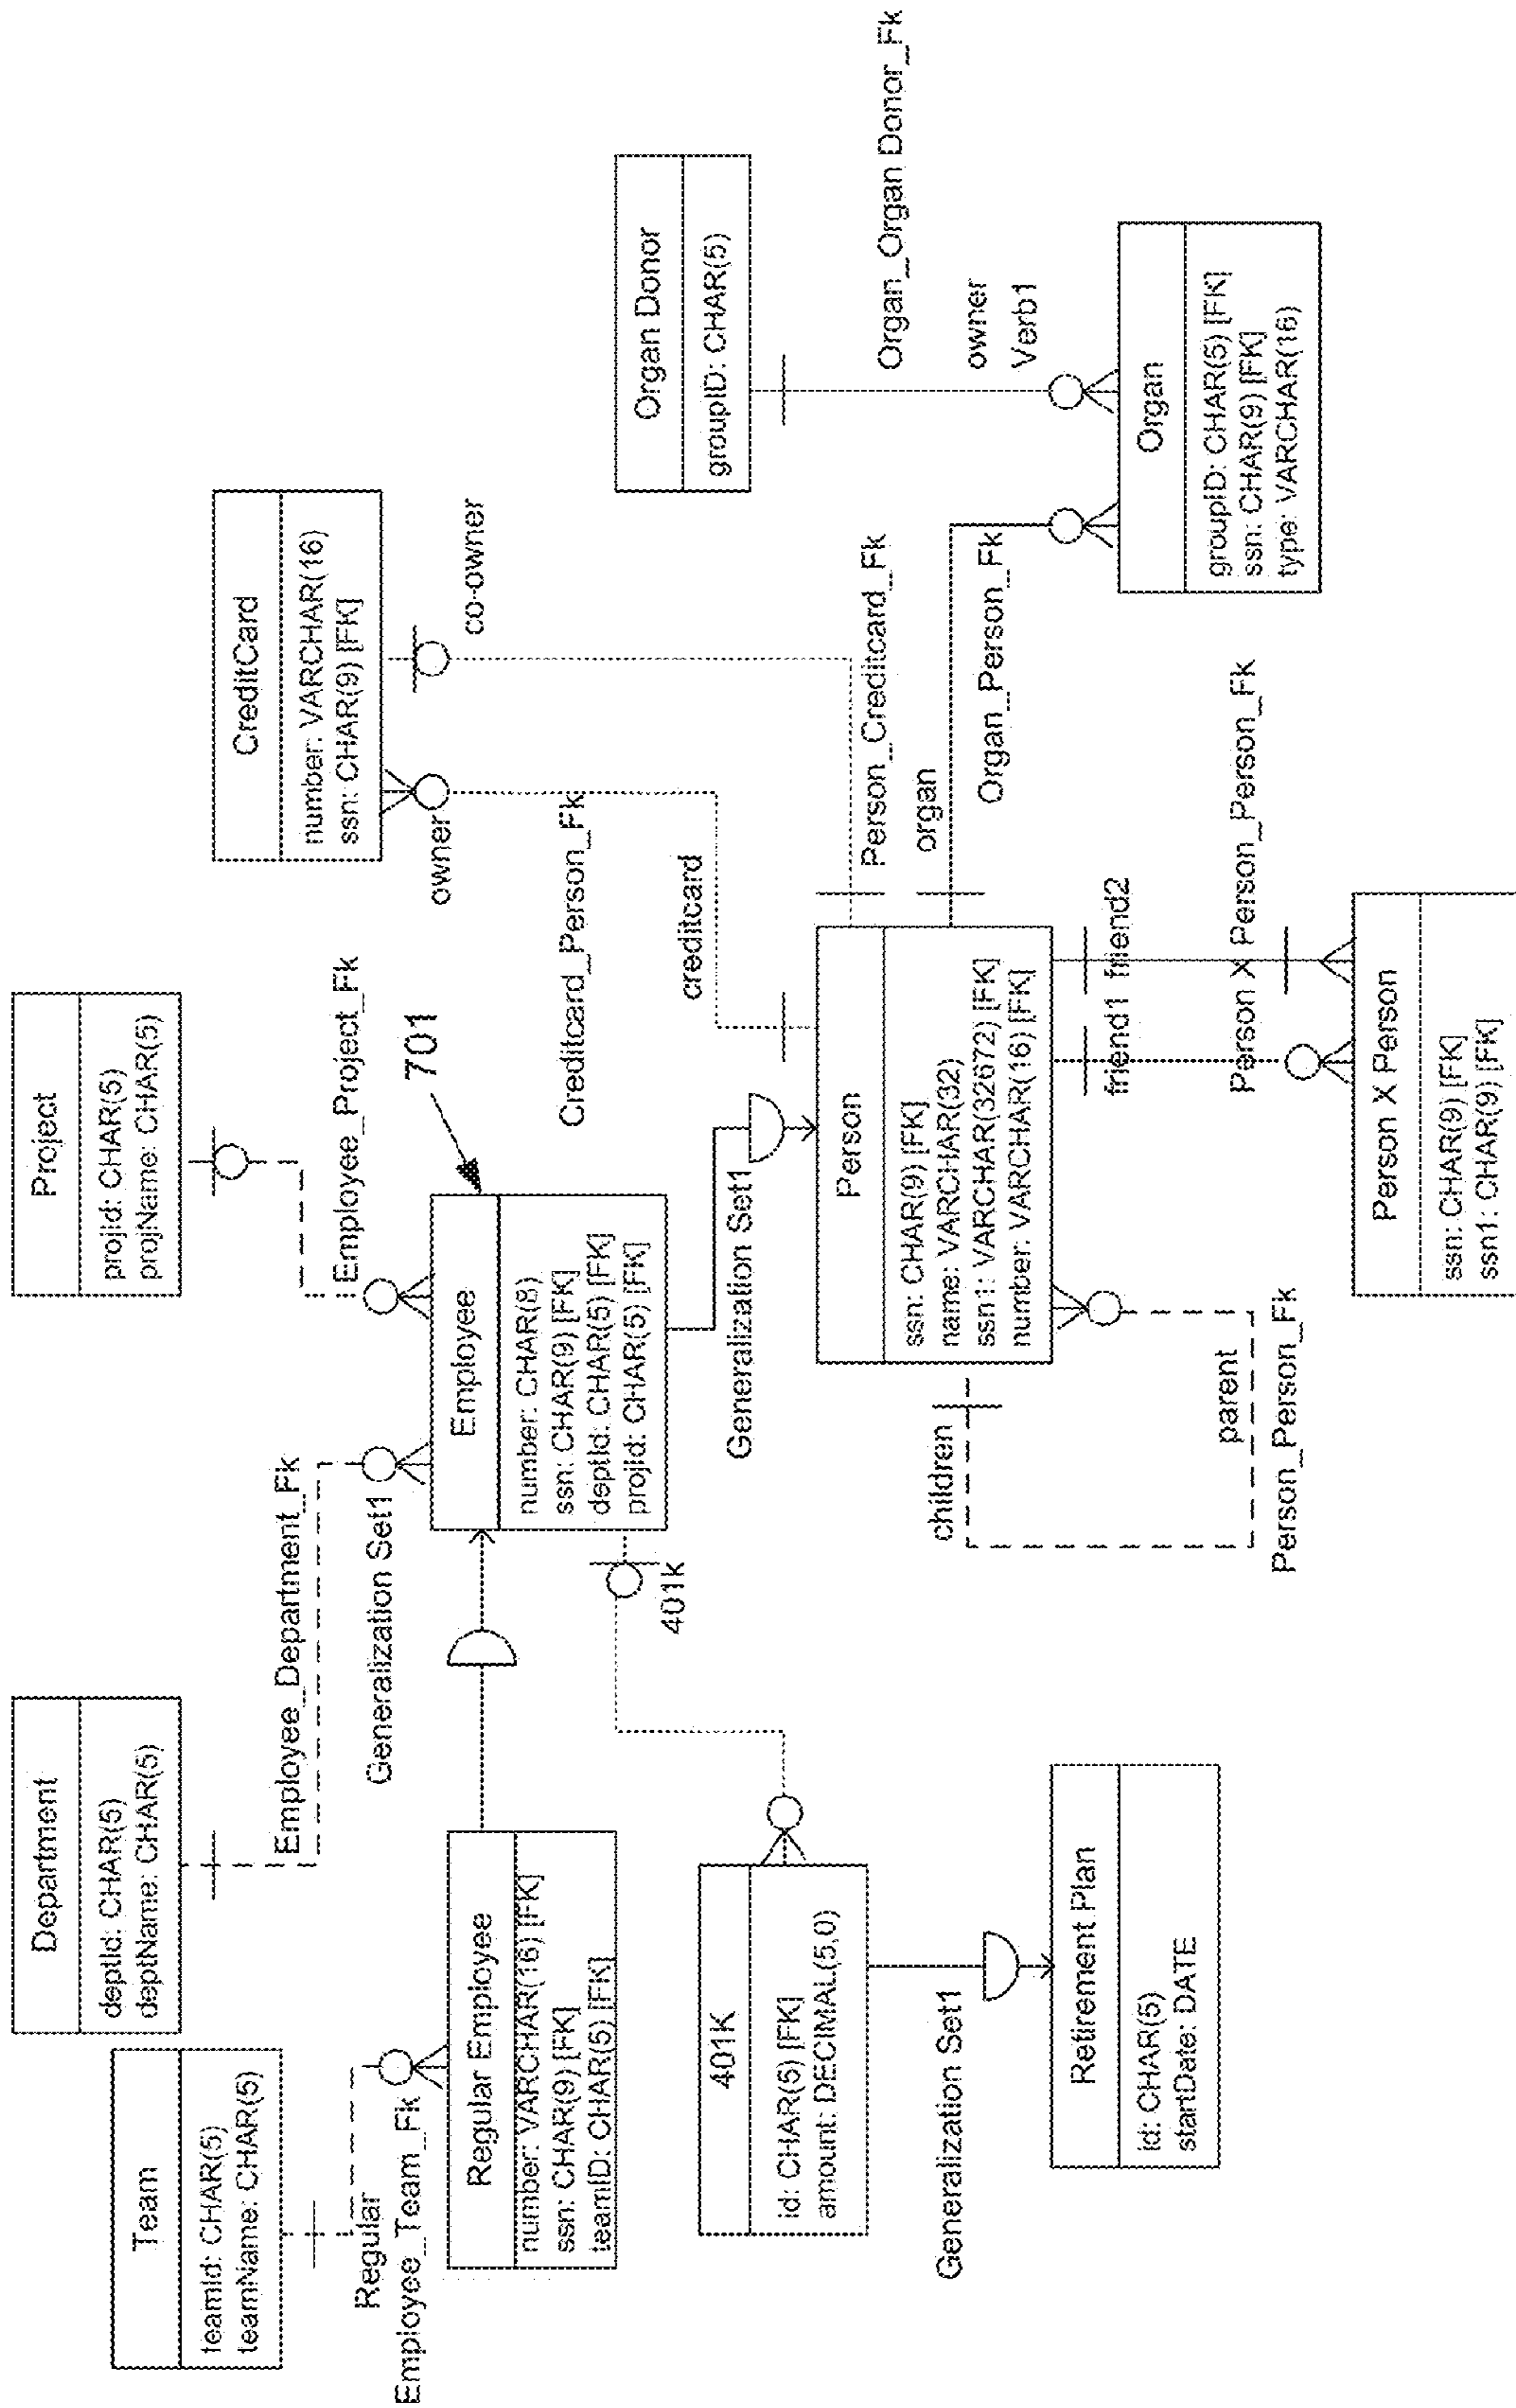 Team
teamId: CHAR(5)
teamName: CHAR(5)
Department
deptId: CHAR(5)
deptName: CHAR(5)
Project
projId: CHAR(5)
projName: CHAR(5)
CreditCard
number: VARCHAR(16)
ssn: CHAR(9) [FK]
Organ Donor
groupID: CHAR(5)
Regular
Employee_Team_Fk
Employee_Department_Fk
Generalization Set1
Employee_Project_Fk
7701
owner
co-owner
Regular Employee
number: VARCHAR(16) [FK]
ssn: CHAR(9) [FK]
teamID: CHAR(5) [FK]
Employee
number: CHAR(8)
ssn: CHAR(9) [FK]
deptId: CHAR(5) [FK]
projId: CHAR(5) [FK]
Creditcard_Person_Fk
creditcard
401k
Generalization Set1
401K
id: CHAR(5) [FK]
amount: DECIMAL(5,0)
Person
ssn: CHAR(9) [FK]
name: VARCHAR(32)
ssn1: VARCHAR(32672) [FK]
number: VARCHAR(16) [FK]
Person_Creditcard_Fk
organ
Organ_Person_Fk
Organ_Organ Donor_Fk
owner
Verb1
Generalization Set1
children
parent
Person_Person_Fk
friend1 friend2
Person X Person_Person_Fk
Retirement Plan
id: CHAR(5)
startDate: DATE
Organ
groupID: CHAR(5) [FK]
ssn: CHAR(9) [FK]
type: VARCHAR(16)
Person X Person
ssn: CHAR(9) [FK]
ssn1: CHAR(9) [FK]